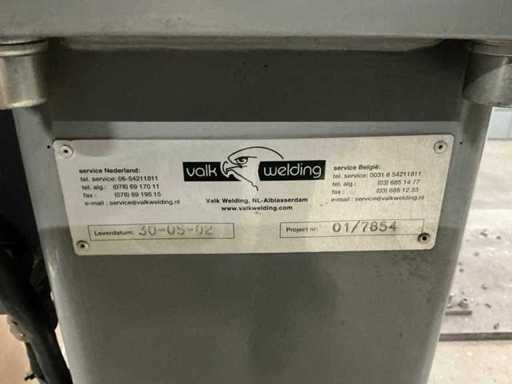 service Nederland:
tel. service: 06-54211811
tel. alg.: (078) 69 170 11
fax : (078) 69 195 15
e-mail : service@valkwelding.nl
valk welding
Valk Welding, NL-Alblasserdam
www.valkwelding.com
service België:
tel. service: 0031 6 54211811
tel. alg.: (03) 685 14 77
fax : (03) 685 12 33
e-mail : service@valkwelding.nl
Leverdatum: 30-05-02
Project nr: 01/7854